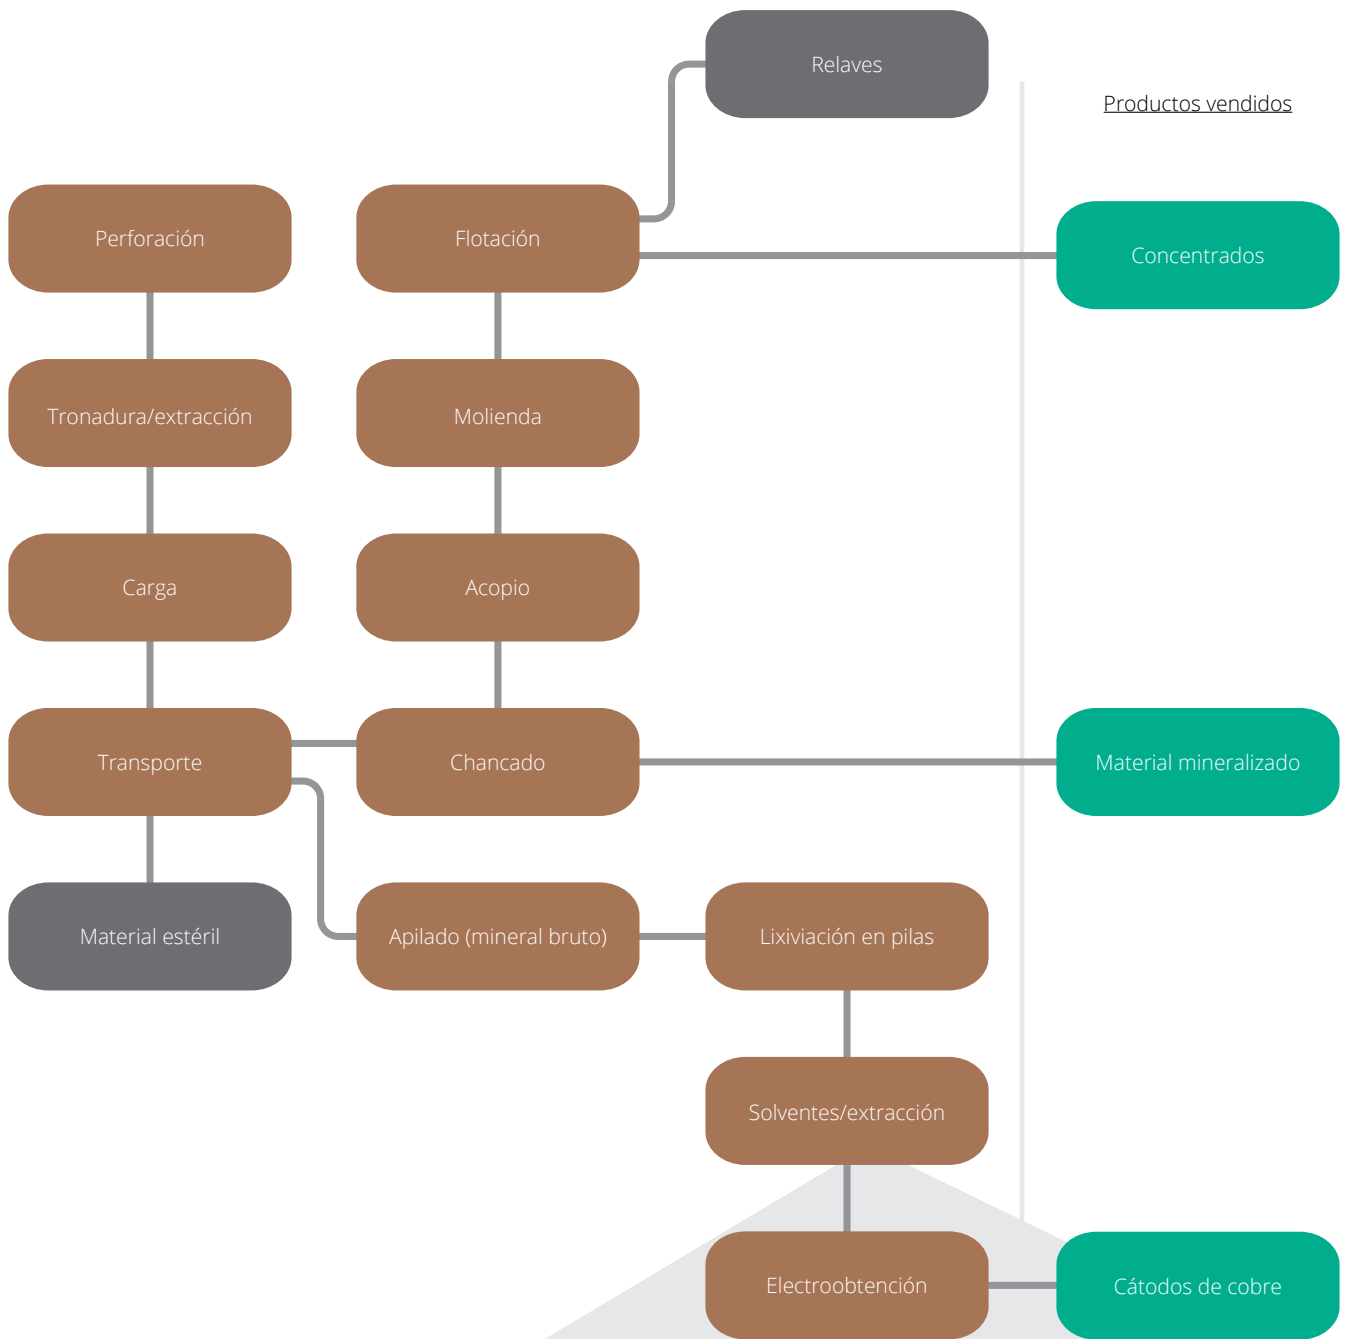 Relaves
Productos vendidos
Perforación
Flotación
Concentrados
Tronadura/extracción
Molienda
Carga
Acopio
Transporte
Chancado
Material mineralizado
Material estéril
Apilado (mineral bruto)
Lixiviación en pilas
Solventes/extracción
Electroobtención
Cátodos de cobre